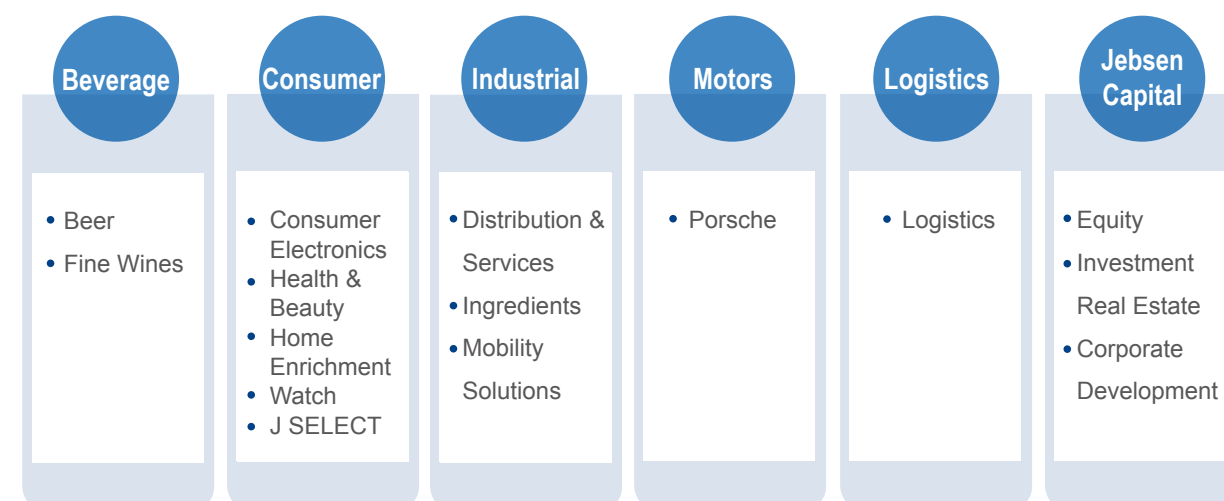 Beverage
Beer
Fine Wines
Consumer
Consumer
Electronics
Health &
Beauty
Home
Enrichment
Watch
J SELECT
Industrial
Distribution &
Services
Ingredients
Mobility
Solutions
Motors
Porsche
Logistics
Logistics
Jebsen
Capital
Equity
Investment
Real Estate
Corporate
Development